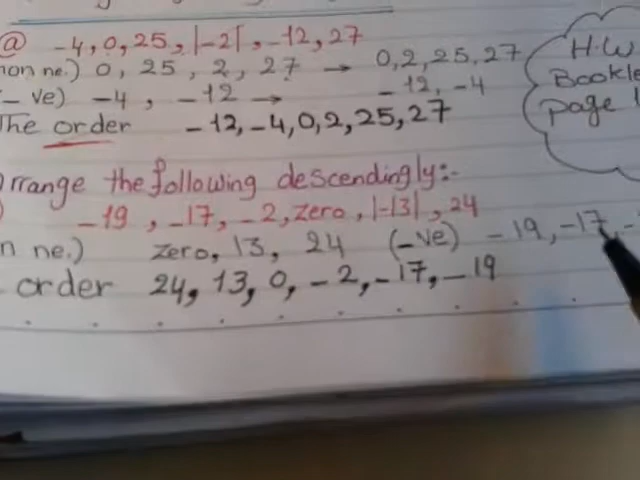 @ -4, 0, 25, |-2|, -12, 27
non ne.) 0, 25, 2, 27 → 0, 2, 25, 27
(- ve) -4, -12 → -12, -4
The order -12, -4, 0, 2, 25, 27
H.W
Bookle
page 1
rrange the following descendingly:-
-19, -17, -2, zero, |-13|, 24
n ne.) zero, 13, 24 (-ve) -19, -17, -
order 24, 13, 0, -2, -17, -19